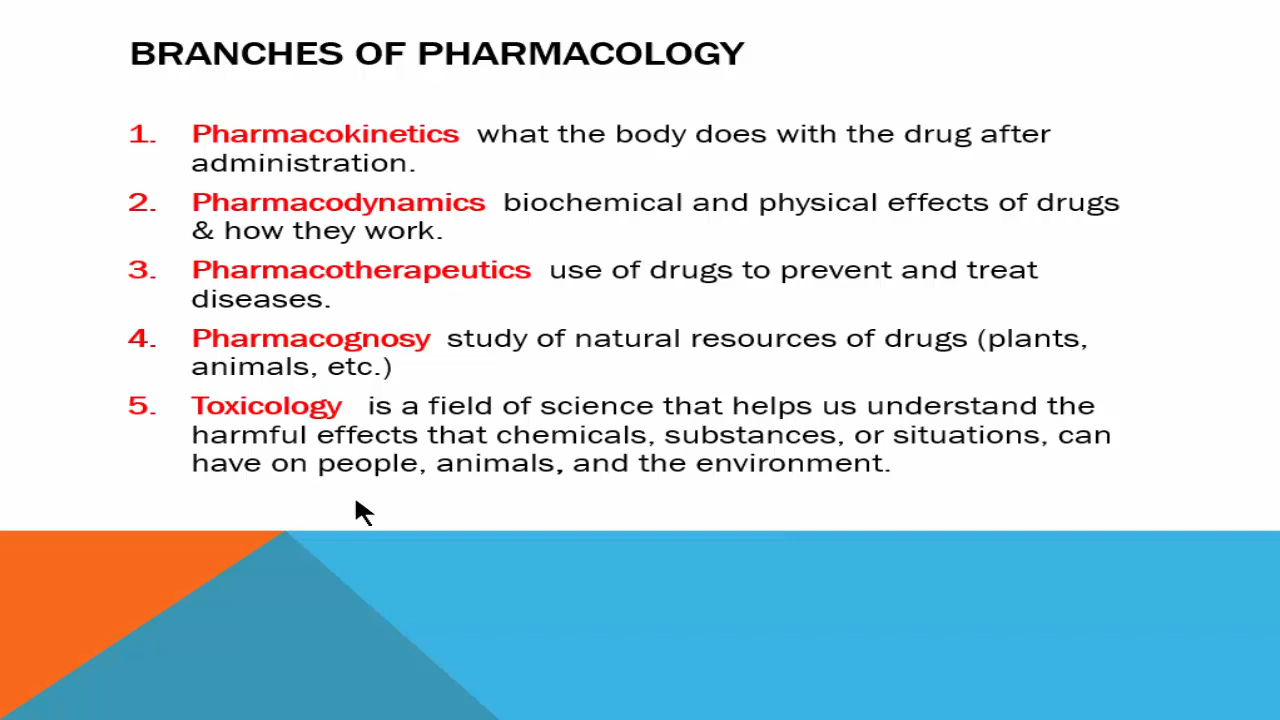 BRANCHES OF PHARMACOLOGY
1. Pharmacokinetics what the body does with the drug after
administration.
2. Pharmacodynamics biochemical and physical effects of drugs
& how they work.
3. Pharmacotherapeutics use of drugs to prevent and treat
diseases.
4. Pharmacognosy study of natural resources of drugs (plants,
animals, etc.)
5. Toxicology is a field of science that helps us understand the
harmful effects that chemicals, substances, or situations, can
have on people, animals, and the environment.